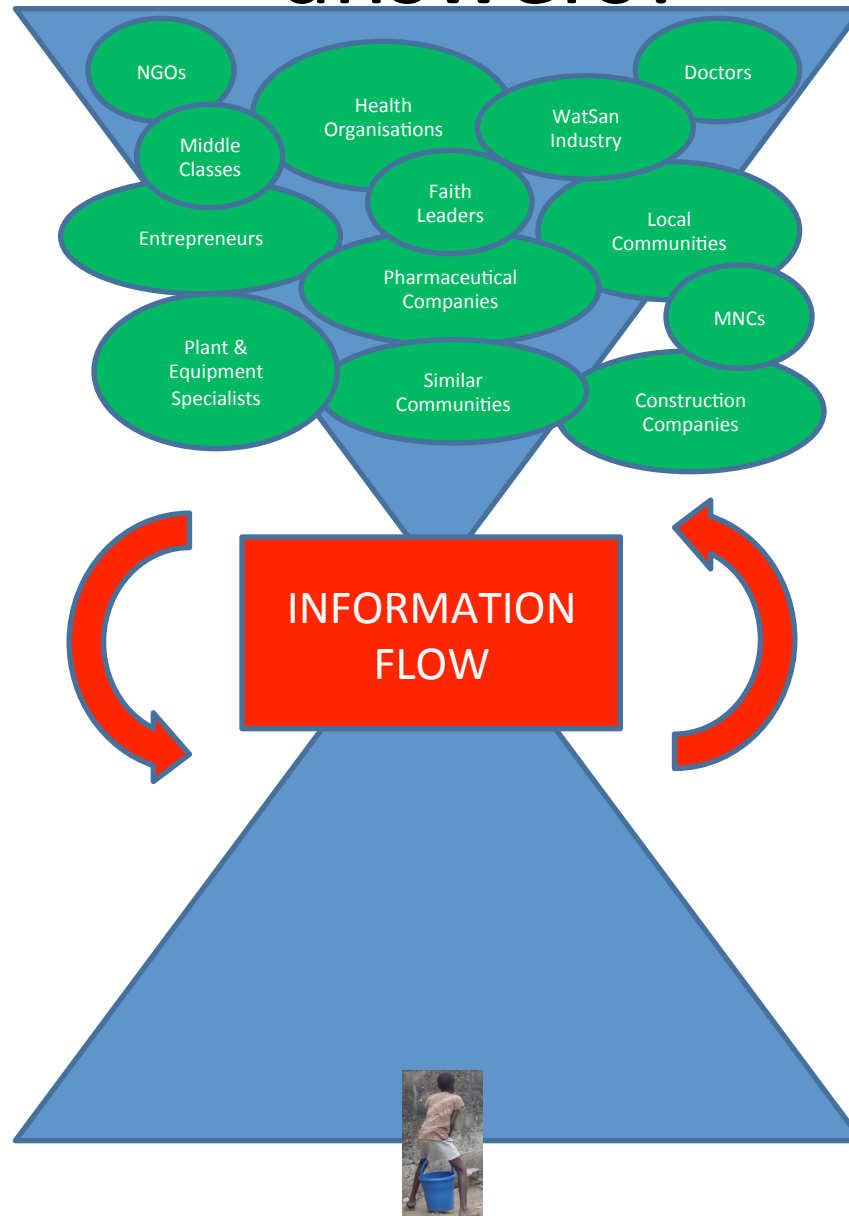 NGOs
Doctors
Health
Organisations
WatSan
Industry
Middle
Classes
Faith
Leaders
Local
Communities
Entrepreneurs
Pharmaceutical
Companies
MNCs
Plant &
Equipment
Specialists
Similar
Communities
Construction
Companies
INFORMATION
FLOW